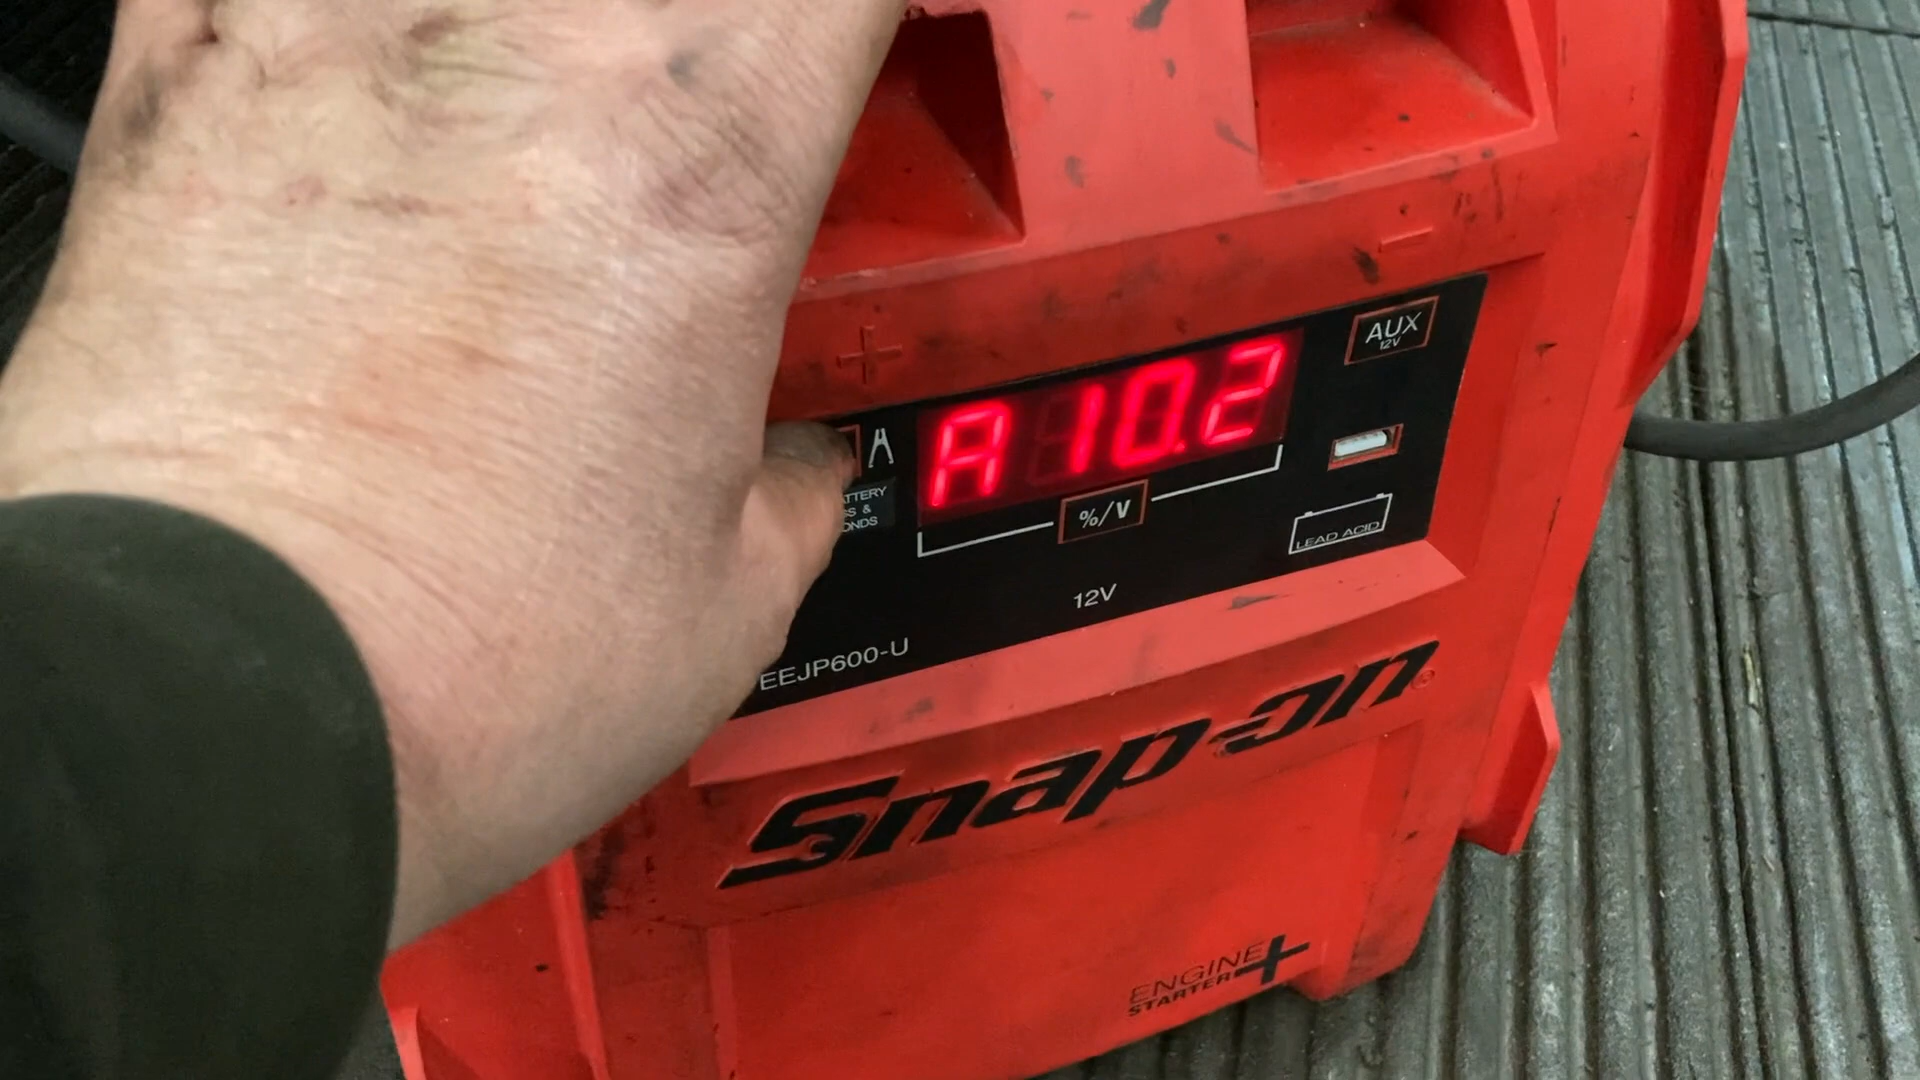 AUX
12V
A 10.2
%/V
LEAD ACID
12V
EEJP600-U
Snap-on
ENGINE
STARTER+